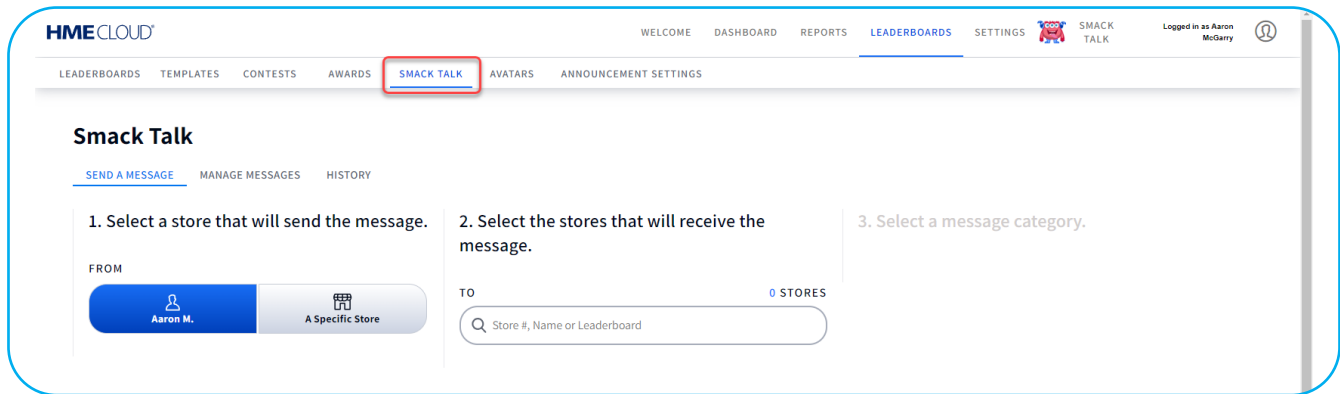 HME CLOUD®
WELCOME DASHBOARD REPORTS LEADERBOARDS SETTINGS SMACK TALK Logged in as Aaron McGarry
LEADERBOARDS TEMPLATES CONTESTS AWARDS SMACK TALK AVATARS ANNOUNCEMENT SETTINGS
Smack Talk
SEND A MESSAGE MANAGE MESSAGES HISTORY
1. Select a store that will send the message.
FROM
Aaron M. A Specific Store
2. Select the stores that will receive the
message.
TO 0 STORES
Store #, Name or Leaderboard
3. Select a message category.